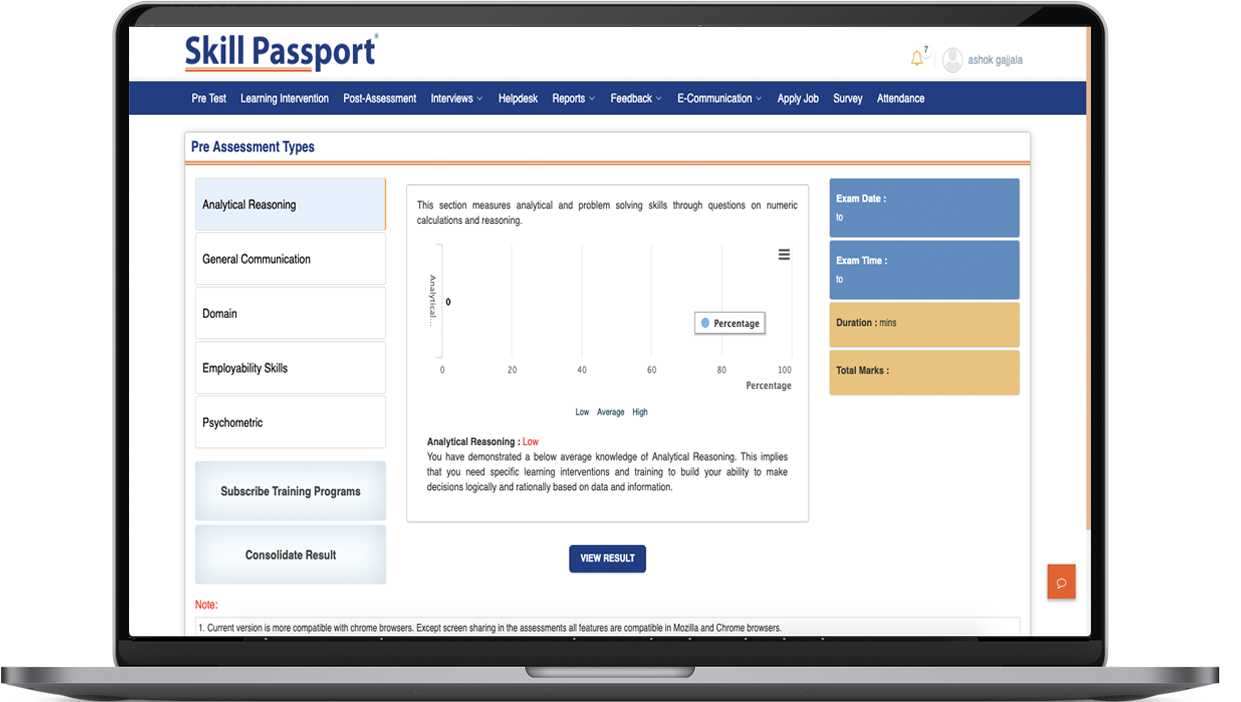 Skill Passport®
7
ashok gajjala
Pre Test Learning Intervention Post-Assessment Interviews Helpdesk Reports Feedback E-Communication Apply Job Survey Attendance
Pre Assessment Types
Analytical Reasoning
General Communication
Domain
Employability Skills
Psychometric
Subscribe Training Programs
Consolidate Result
This section measures analytical and problem solving skills through questions on numeric
calculations and reasoning.
Analytical...
0
Percentage
0 20 40 60 80 100
Percentage
Low Average High
Analytical Reasoning : Low
You have demonstrated a below average knowledge of Analytical Reasoning. This implies
that you need specific learning interventions and training to build your ability to make
decisions logically and rationally based on data and information.
VIEW RESULT
Exam Date :
to
Exam Time :
to
Duration : mins
Total Marks :
Note:
1. Current version is more compatible with chrome browsers. Except screen sharing in the assessments all features are compatible in Mozilla and Chrome browsers.